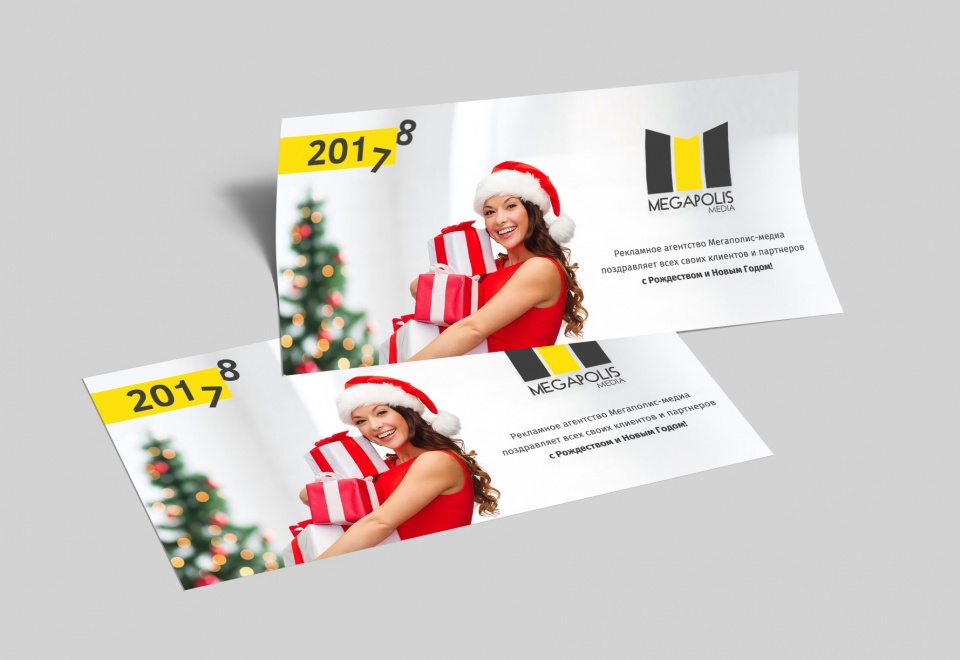 2017
8
MEGAPOLIS
MEDIA
Рекламное агентство Мегаполис-медиа
поздравляет всех своих клиентов и партнеров
с Рождеством и Новым Годом!
2017
8
MEGAPOLIS
MEDIA
Рекламное агентство Мегаполис-медиа
поздравляет всех своих клиентов и партнеров
с Рождеством и Новым Годом!